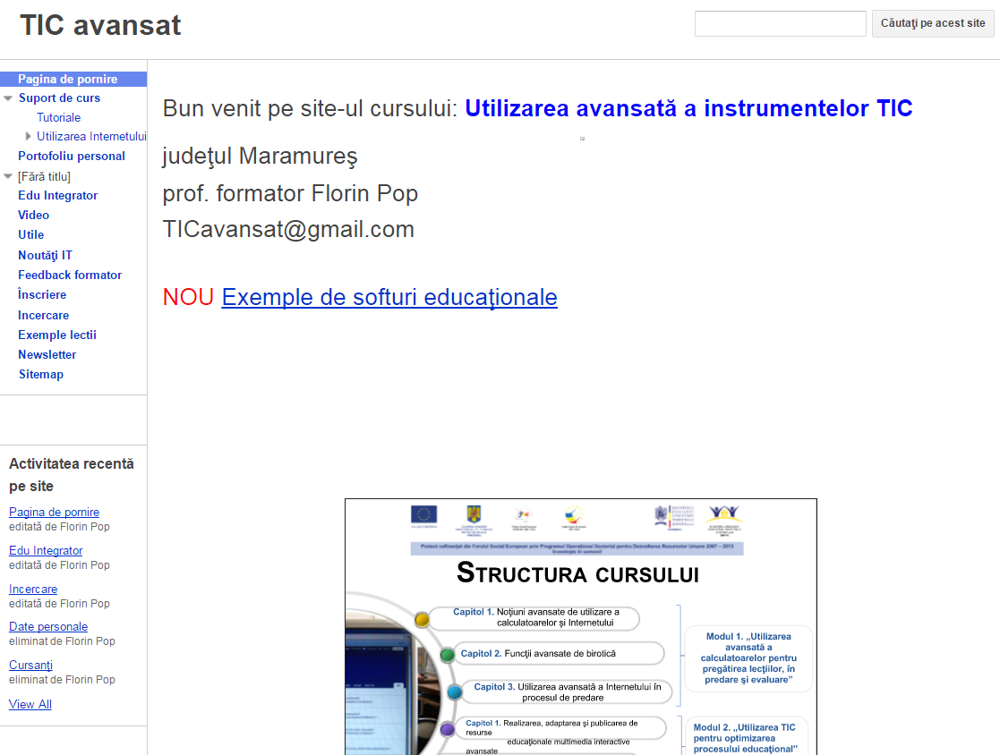 TIC avansat
Căutaţi pe acest site
Pagina de pornire
Suport de curs
Tutoriale
Utilizarea Internetului
Portofoliu personal
[Fără titlu]
Edu Integrator
Video
Utile
Noutăţi IT
Feedback formator
Înscriere
Incercare
Exemple lectii
Newsletter
Sitemap
Activitatea recentă
pe site
Pagina de pornire
editată de Florin Pop
Edu Integrator
editată de Florin Pop
Incercare
editată de Florin Pop
Date personale
eliminat de Florin Pop
Cursanţi
eliminat de Florin Pop
View All
Bun venit pe site-ul cursului: Utilizarea avansată a instrumentelor TIC
judeţul Maramureş
prof. formator Florin Pop
TICavansat@gmail.com
NOU Exemple de softuri educaţionale
Proiect cofinanţat din Fondul Social European prin Programul Operaţional Sectorial pentru Dezvoltarea Resurselor Umane 2007 – 2013
Investeşte în oameni!
STRUCTURA CURSULUI
Capitol 1. Noţiuni avansate de utilizare a
calculatoarelor şi Internetului
Capitol 2. Funcţii avansate de birotică
Capitol 3. Utilizarea avansată a Internetului în
procesul de predare
Capitol 1. Realizarea, adaptarea şi publicarea de
resurse
educaţionale multimedia interactive
avansate
Modul 1. „Utilizarea
avansată a
calculatoarelor pentru
pregătirea lecţiilor, în
predare şi evaluare”
Modul 2. „Utilizarea TIC
pentru optimizarea
procesului educaţional”